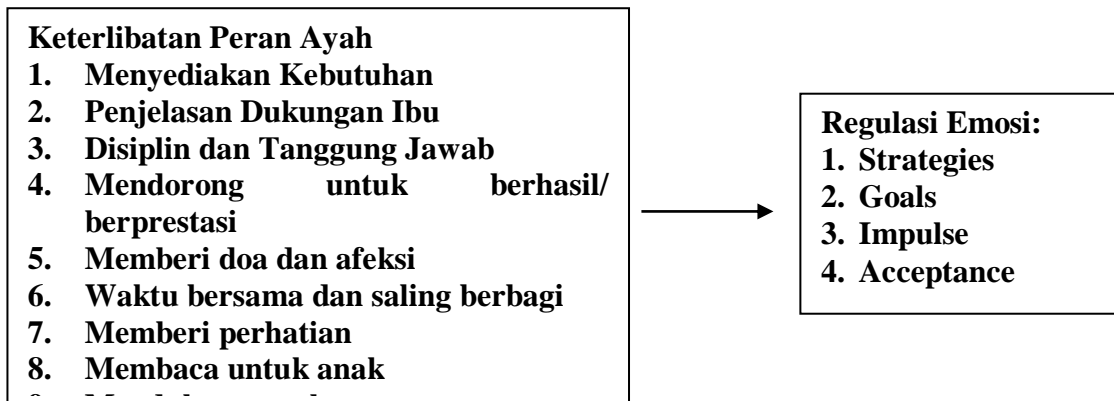 Keterlibatan Peran Ayah
1. Menyediakan Kebutuhan
2. Penjelasan Dukungan Ibu
3. Disiplin dan Tanggung Jawab
4. Mendorong untuk berhasil/
berprestasi
5. Memberi doa dan afeksi
6. Waktu bersama dan saling berbagi
7. Memberi perhatian
8. Membaca untuk anak
Regulasi Emosi:
1. Strategies
2. Goals
3. Impulse
4. Acceptance